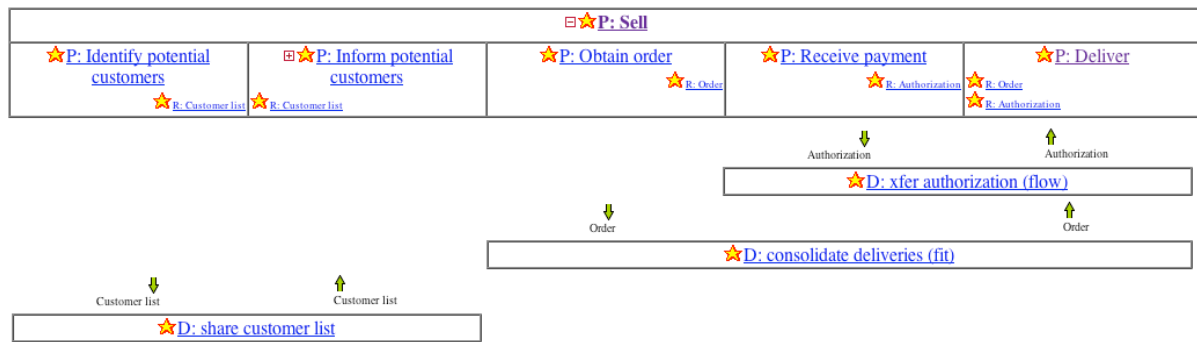 P: Sell
P: Identify potential
customers
R: Customer list
P: Inform potential
customers
R: Customer list
P: Obtain order
R: Order
P: Receive payment
R: Authorization
P: Deliver
R: Order
R: Authorization
Authorization
Authorization
D: xfer authorization (flow)
Order
Order
D: consolidate deliveries (fit)
Customer list
Customer list
D: share customer list